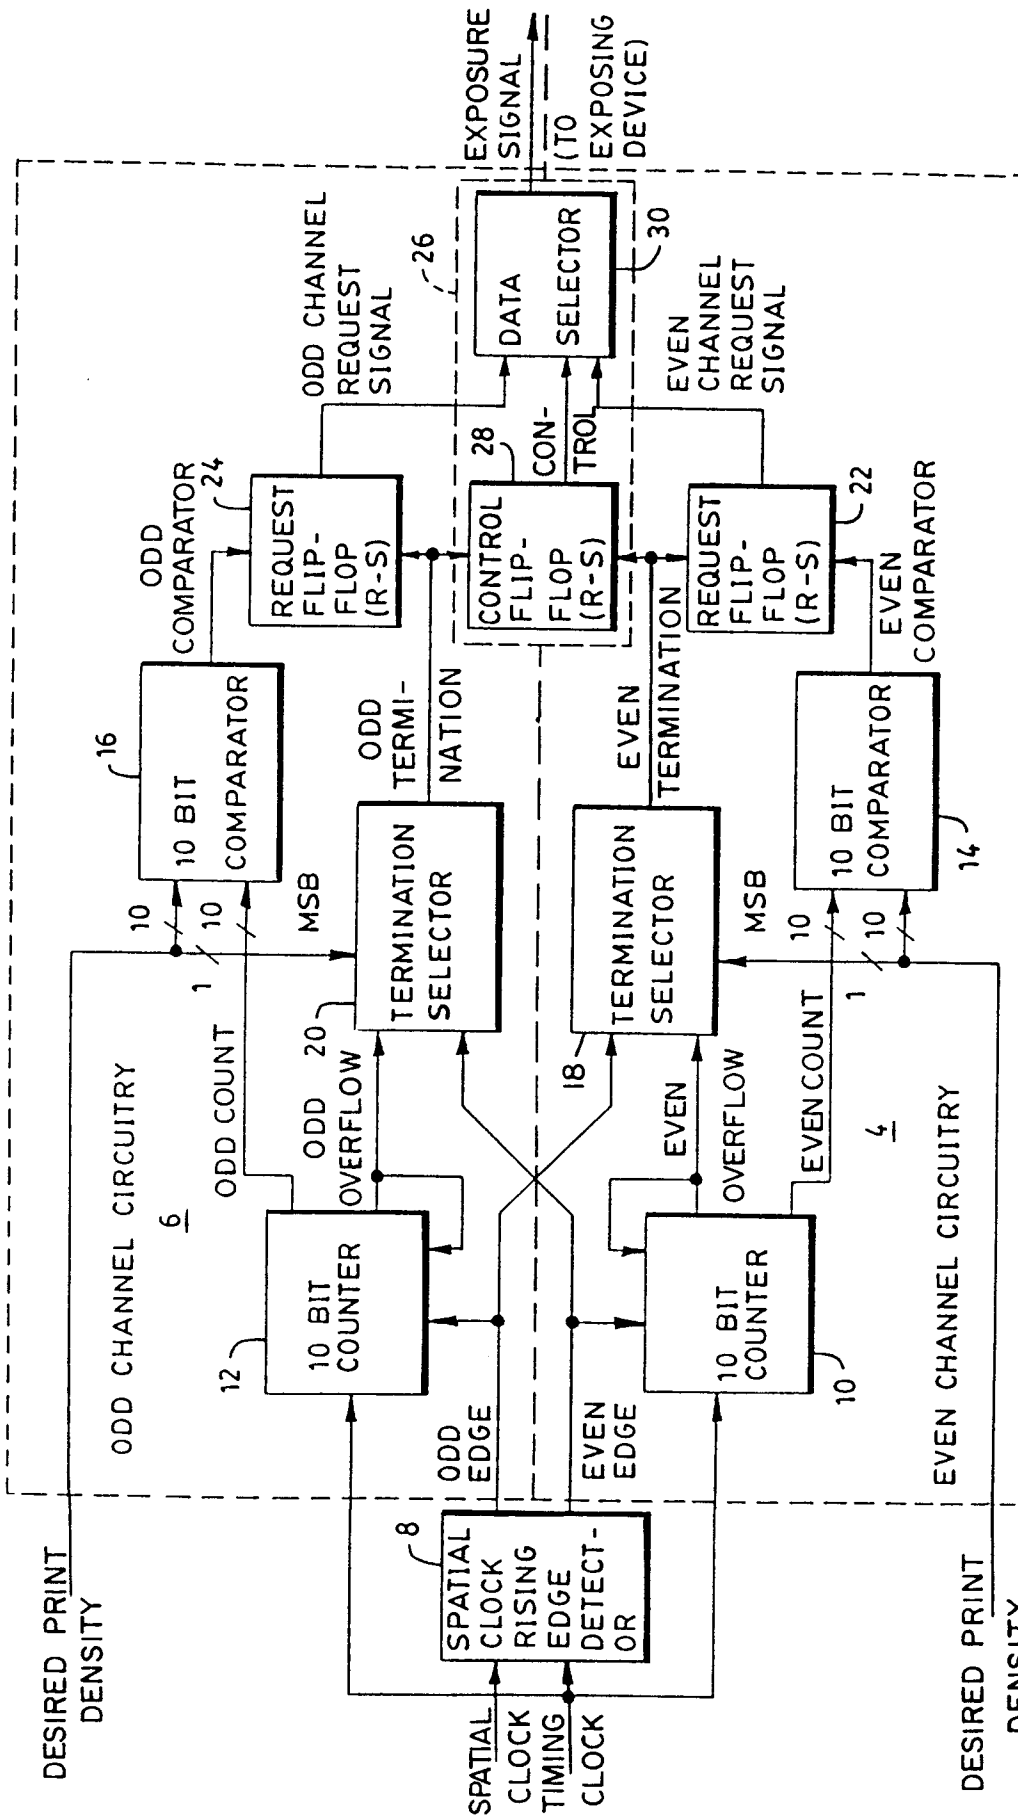 DESIRED PRINT
DENSITY
ODD CHANNEL CIRCUITRY
6
ODD COUNT
12
10 BIT
COUNTER
ODD
OVERFLOW
20
TERMINATION
SELECTOR
MSB
10
1
10
16
10 BIT
COMPARATOR
ODD
COMPARATOR
24
REQUEST
FLIP-
FLOP
(R-S)
ODD CHANNEL
REQUEST
SIGNAL
ODD
TERMI-
NATION
26
28
CONTROL
FLIP-
FLOP
(R-S)
CON-
TROL
DATA
SELECTOR
30
EXPOSURE
SIGNAL
(TO
EXPOSING
DEVICE)
SPATIAL
CLOCK
TIMING
CLOCK
8
SPATIAL
CLOCK
RISING
EDGE
DETECT-
OR
ODD
EDGE
EVEN
EDGE
10 BIT
COUNTER
10
EVEN
OVERFLOW
EVEN COUNT
18
TERMINATION
SELECTOR
MSB
10
1
10
10 BIT
COMPARATOR
14
EVEN
TERMINATION
REQUEST
FLIP-
FLOP
(R-S)
22
EVEN
COMPARATOR
EVEN
CHANNEL
REQUEST
SIGNAL
4
EVEN CHANNEL CIRCUITRY
DESIRED PRINT
DENSITY